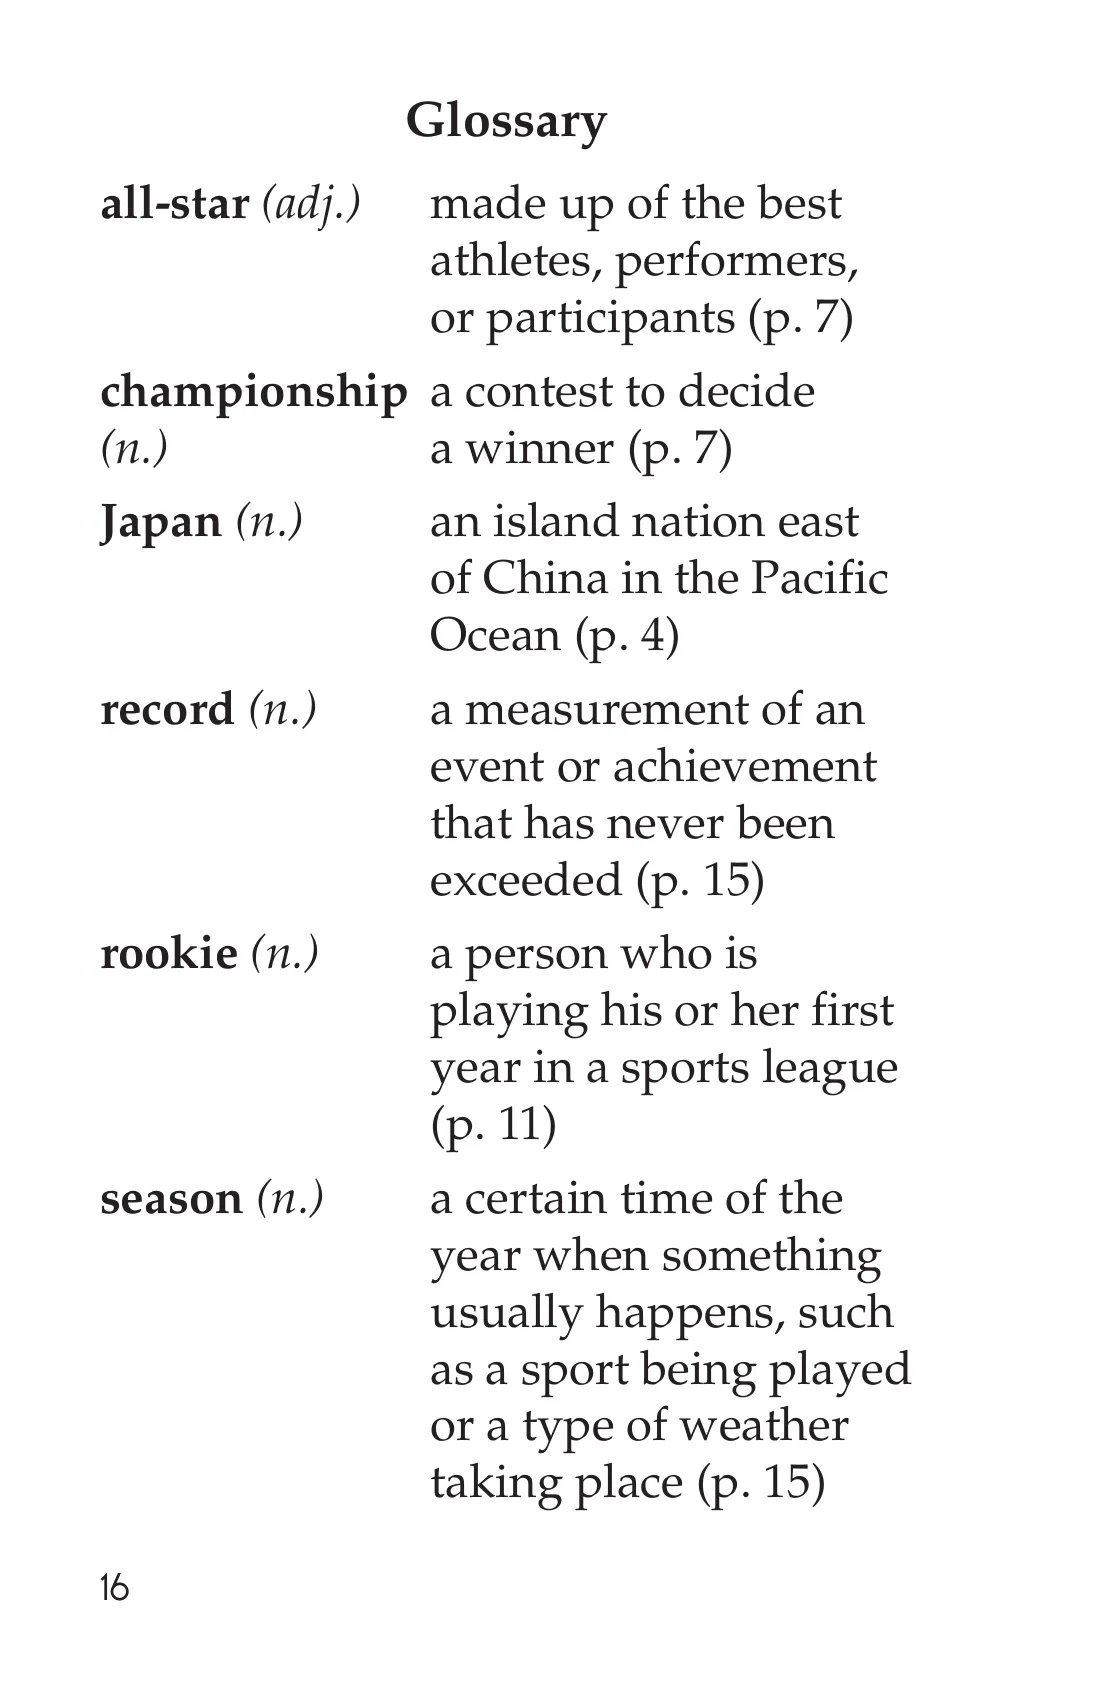 Glossary
all-star (adj.) made up of the best
athletes, performers,
or participants (p. 7)
championship a contest to decide
(n.) a winner (p. 7)
Japan (n.) an island nation east
of China in the Pacific
Ocean (p. 4)
record (n.) a measurement of an
event or achievement
that has never been
exceeded (p. 15)
rookie (n.) a person who is
playing his or her first
year in a sports league
(p. 11)
season (n.) a certain time of the
year when something
usually happens, such
as a sport being played
or a type of weather
taking place (p. 15)
16